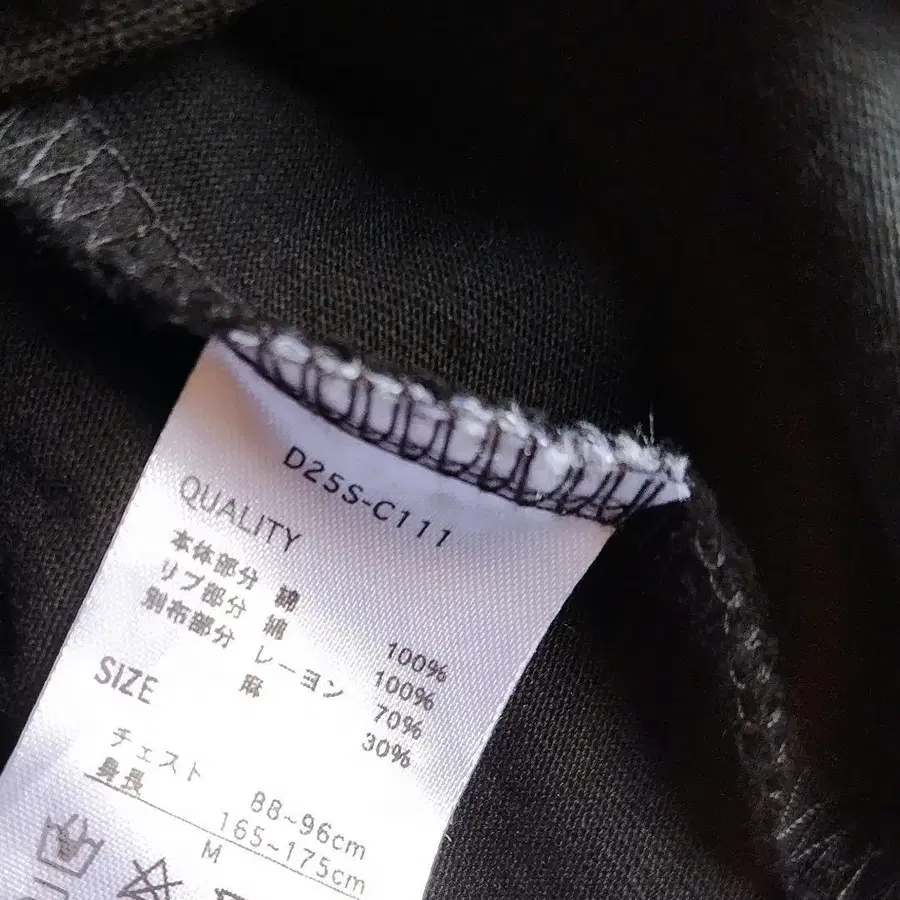 D25S-C111
QUALITY
本体部分 綿 100%
リブ部分 綿 100%
別布部分 レーヨン 70%
麻 30%
SIZE
チェスト 88~96cm
身長 165~175cm
M